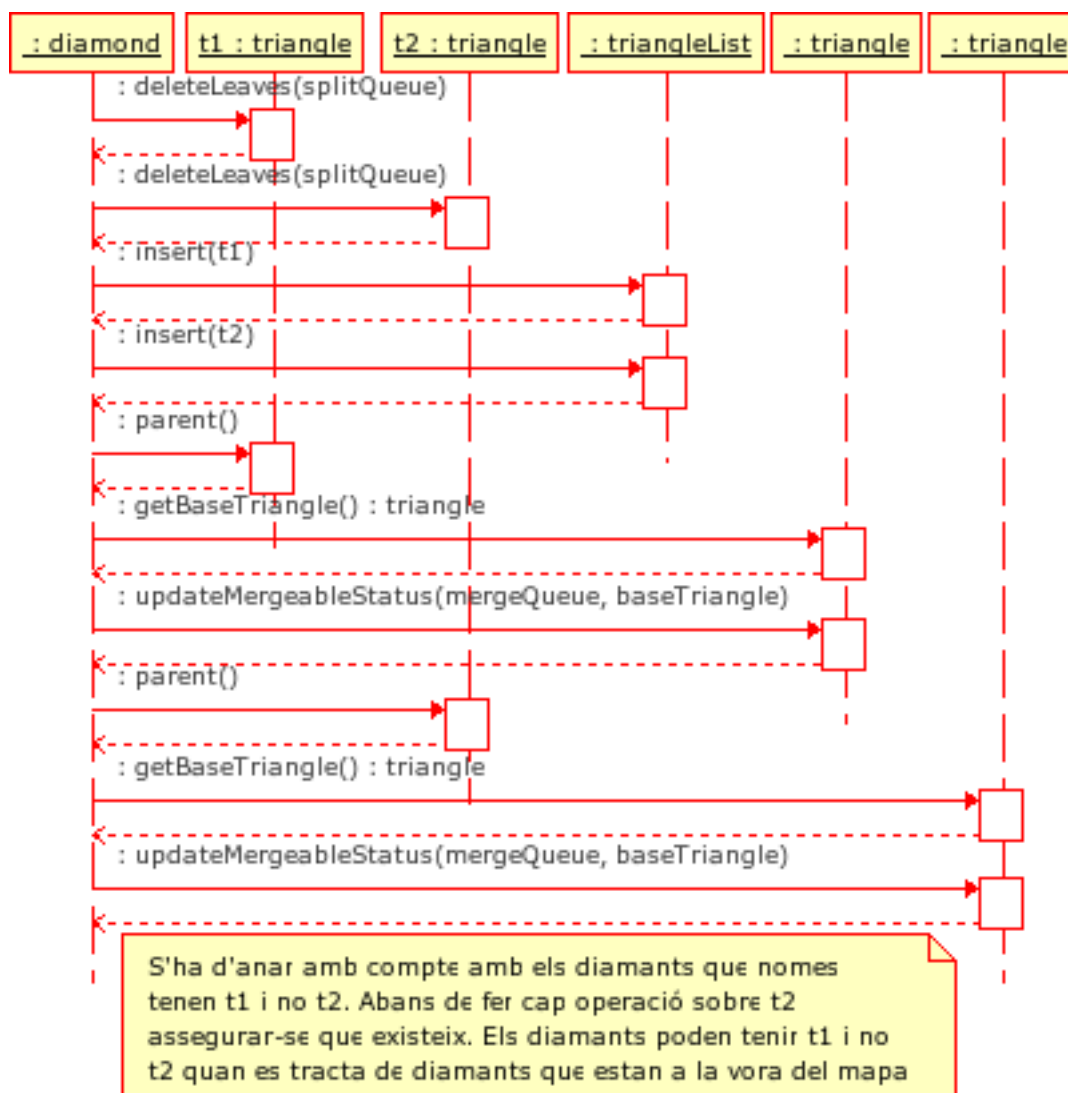 : diamond
t1 : triangle
t2 : triangle
: triangleList
: triangle
: triangle
: deleteLeaves(splitQueue)
: deleteLeaves(splitQueue)
: insert(t1)
: insert(t2)
: parent()
: getBaseTriangle() : triangle
: updateMergeableStatus(mergeQueue, baseTriangle)
: parent()
: getBaseTriangle() : triangle
: updateMergeableStatus(mergeQueue, baseTriangle)
S'ha d'anar amb compte amb els diamants que nomes
tenen t1 i no t2. Abans de fer cap operació sobre t2
assegurar-se que existeix. Els diamants poden tenir t1 i no
t2 quan es tracta de diamants que estan a la vora del mapa